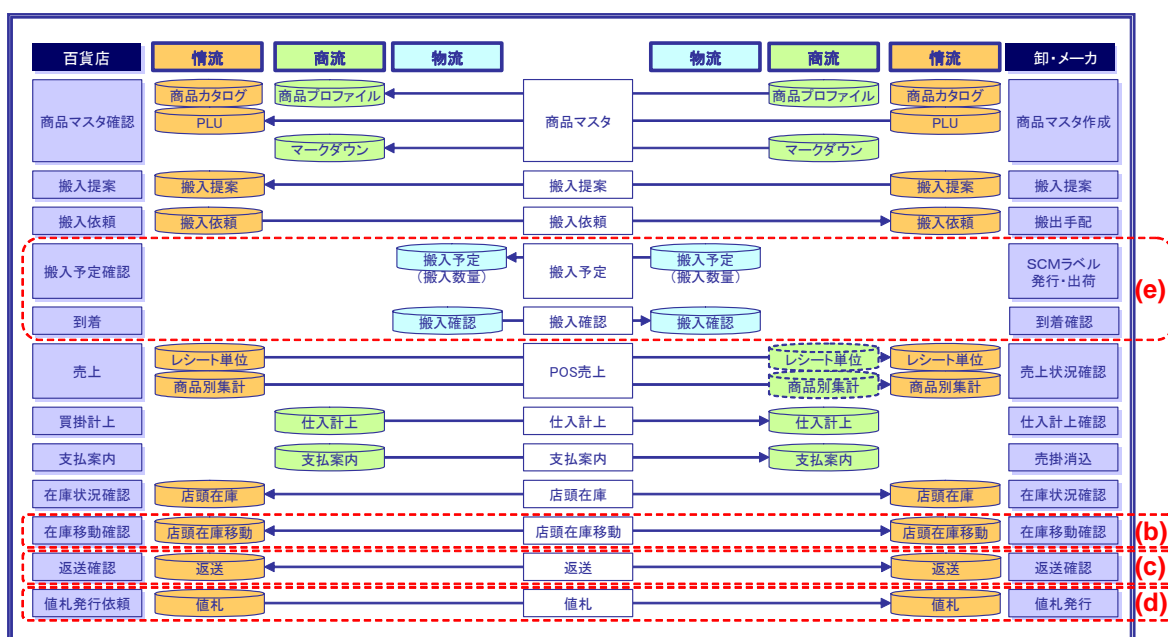 百貨店 情流 商流 物流 物流 商流 情流 卸・メーカ
商品マスタ確認 商品カタログ 商品プロファイル 商品マスタ 商品プロファイル 商品カタログ 商品マスタ作成
PLU PLU
マークダウン マークダウン
搬入提案 搬入提案 搬入提案 搬入提案 搬入提案
搬入依頼 搬入依頼 搬入依頼 搬入依頼 搬出手配
搬入予定確認 搬入予定 搬入予定 搬入予定 SCMラベル
(搬入数量) (搬入数量) 発行・出荷
(e)
到着 搬入確認 搬入確認 搬入確認 到着確認
売上 レシート単位 POS売上 レシート単位 レシート単位 売上状況確認
商品別集計 商品別集計 商品別集計
買掛計上 仕入計上 仕入計上 仕入計上 仕入計上確認
支払案内 支払案内 支払案内 支払案内 売掛消込
在庫状況確認 店頭在庫 店頭在庫 店頭在庫 在庫状況確認
在庫移動確認 店頭在庫移動 店頭在庫移動 店頭在庫移動 在庫移動確認 (b)
返送確認 返送 返送 返送 返送確認 (c)
値札発行依頼 値札 値札 値札 値札発行 (d)